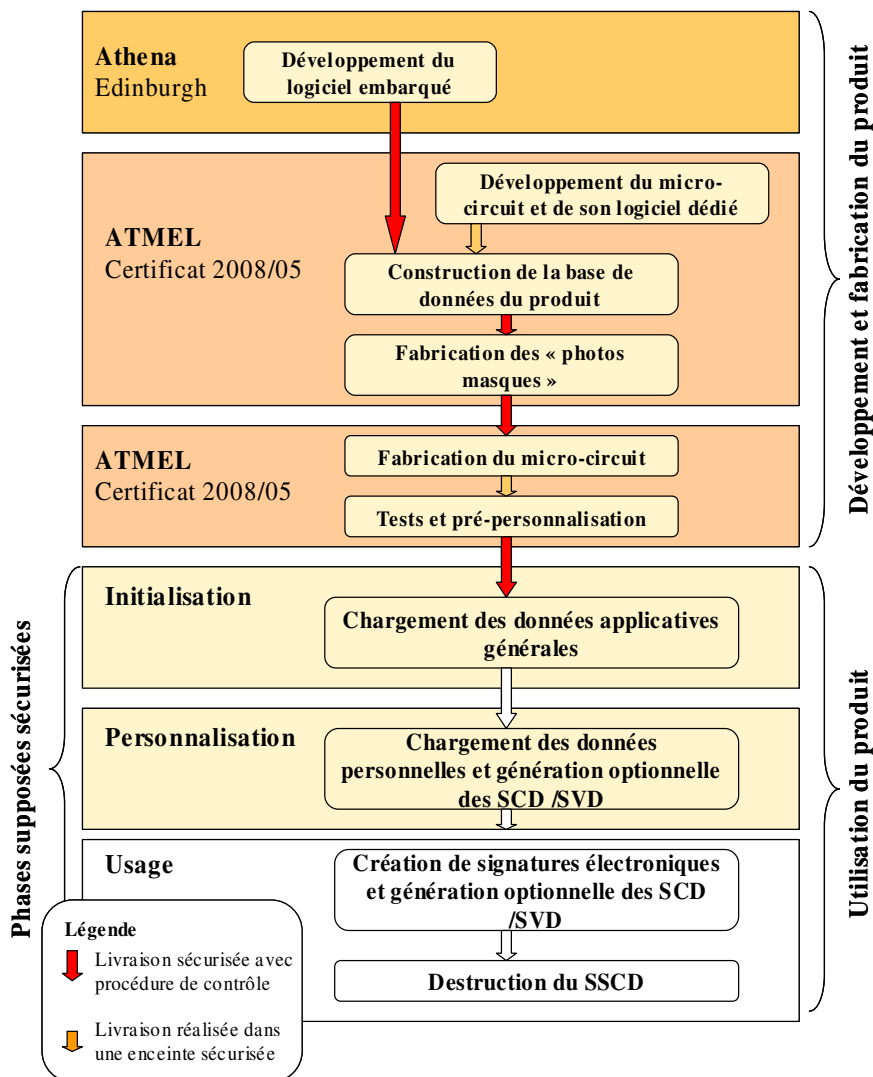 Athena
Edinburgh
Développement du
logiciel embarqué
Développement du micro-
circuit et de son logiciel dédié
ATMEL
Certificat 2008/05
Construction de la base de
données du produit
Fabrication des « photos
masques »
ATMEL
Certificat 2008/05
Fabrication du micro-circuit
Tests et pré-personnalisation
Développement et fabrication du produit
Initialisation
Chargement des données applicatives
générales
Personnalisation
Chargement des données
personnelles et génération optionnelle
des SCD /SVD
Usage
Création de signatures électroniques
et génération optionnelle des SCD
/SVD
Destruction du SSCD
Phases supposées sécurisées
Utilisation du produit
Légende
Livraison sécurisée avec
procédure de contrôle
Livraison réalisée dans
une enceinte sécurisée